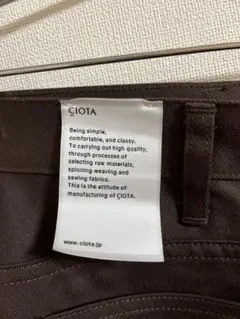 ÇIOTA
Being simple,
comfortable, and classy.
To carrying out high quality,
through processes of
selecting raw materials,
spinning weaving and
sewing fabrics.
This is the attitude of
manufacturing of ÇIOTA.
www.ciota.jp